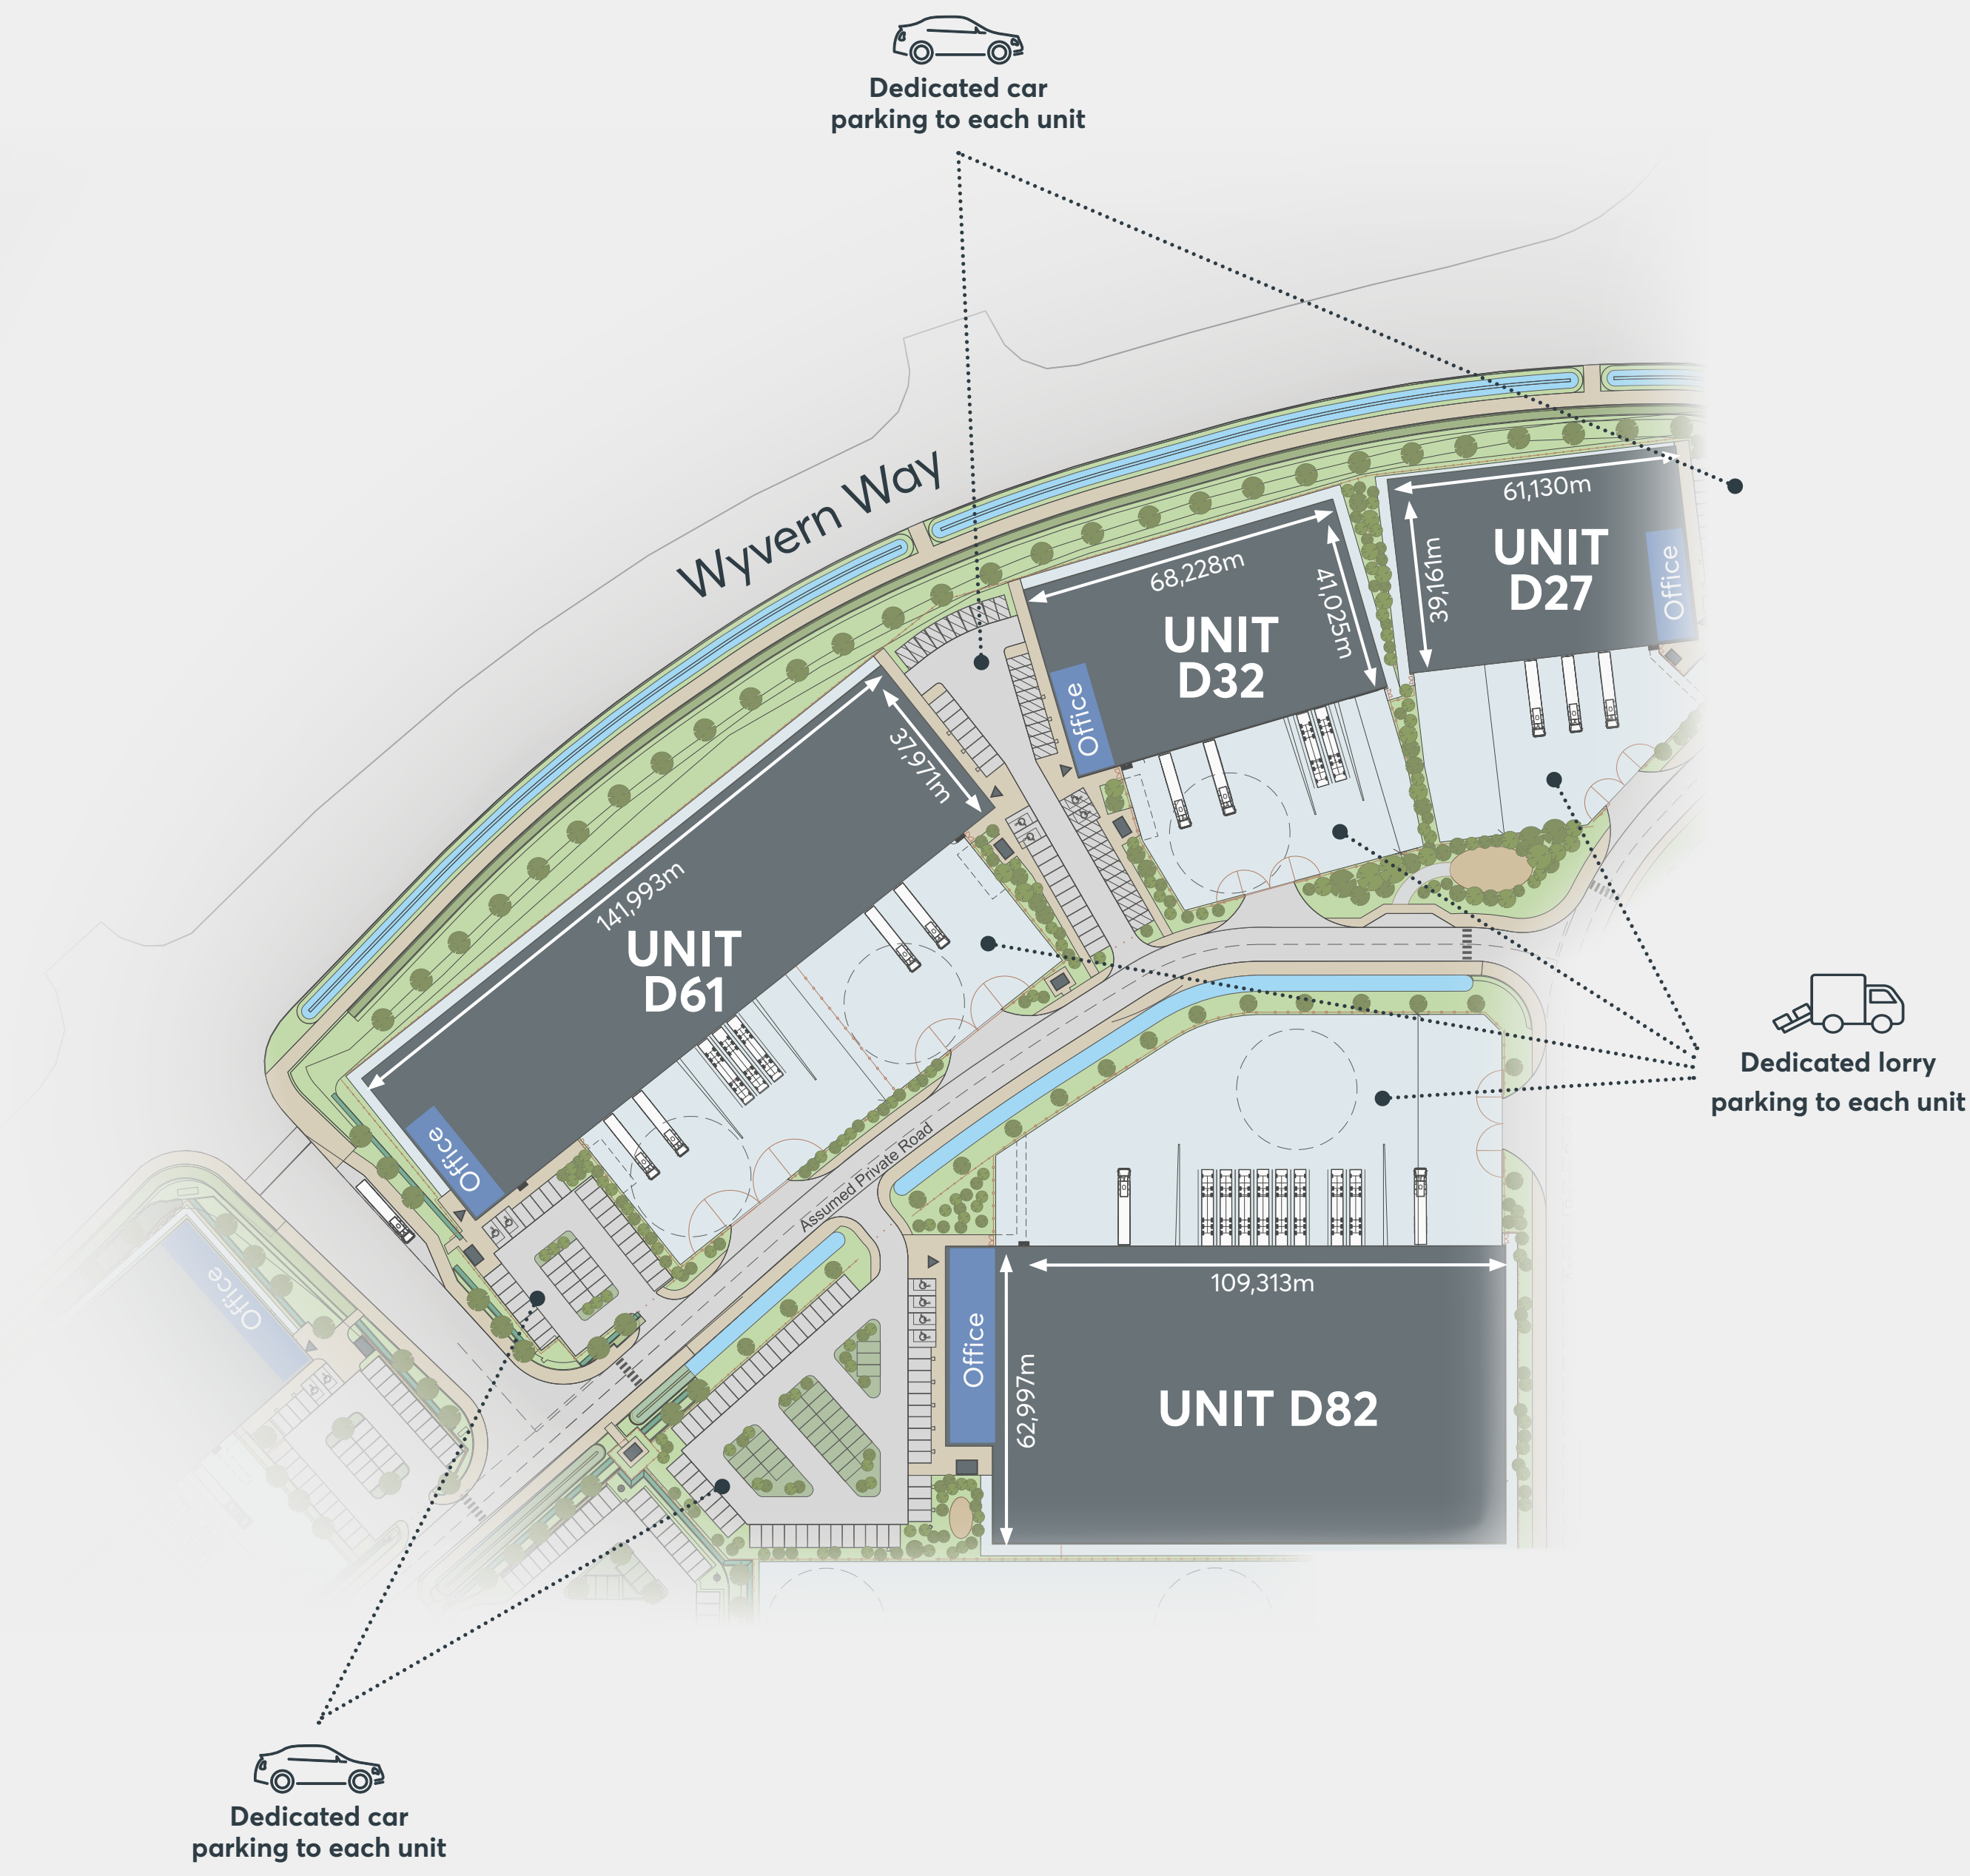 Dedicated car
parking to each unit
Wyvern Way
61,130m
UNIT
D27
39,161m
Office
68,228m
41,025m
UNIT
D32
Office
37,971m
141,993m
UNIT
D61
Office
Assumed Private Road
Dedicated lorry
parking to each unit
Office
109,313m
Office
62,997m
UNIT D82
Dedicated car
parking to each unit